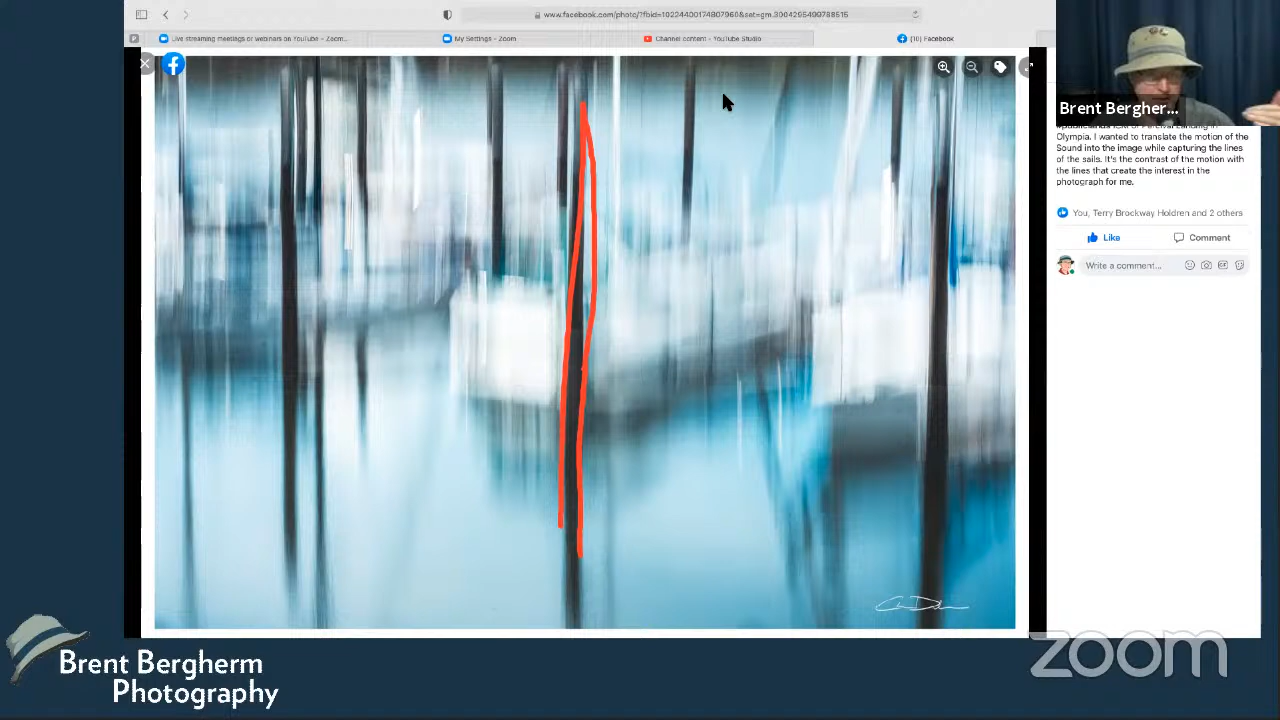 www.facebook.com/photo/?fbid=10224400174807960&set=gm.3004295499788515
Live streaming meetings or webinars on YouTube – Zoom...
My Settings - Zoom
Channel content - YouTube Studio
(10) Facebook
Brent Bergher...
Olympia. I wanted to translate the motion of the
Sound into the image while capturing the lines
of the sails. It's the contrast of the motion with
the lines that create the interest in the
photograph for me.
You, Terry Brockway Holdren and 2 others
Like
Comment
Write a comment...
Brent Bergherm
Photography
zoom